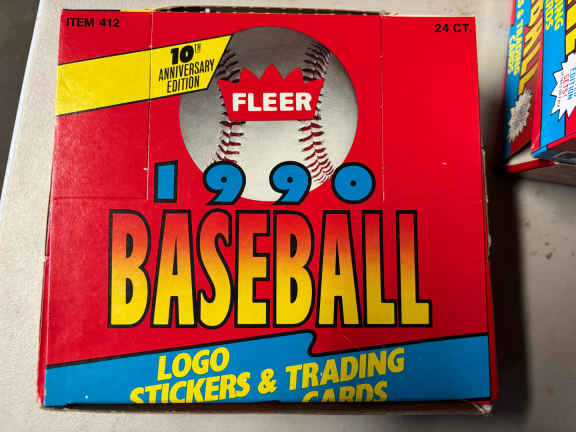 ITEM 412
24 CT.
10TH
ANNIVERSARY
EDITION
FLEER
1990
BASEBALL
LOGO
STICKERS & TRADING
CARDS